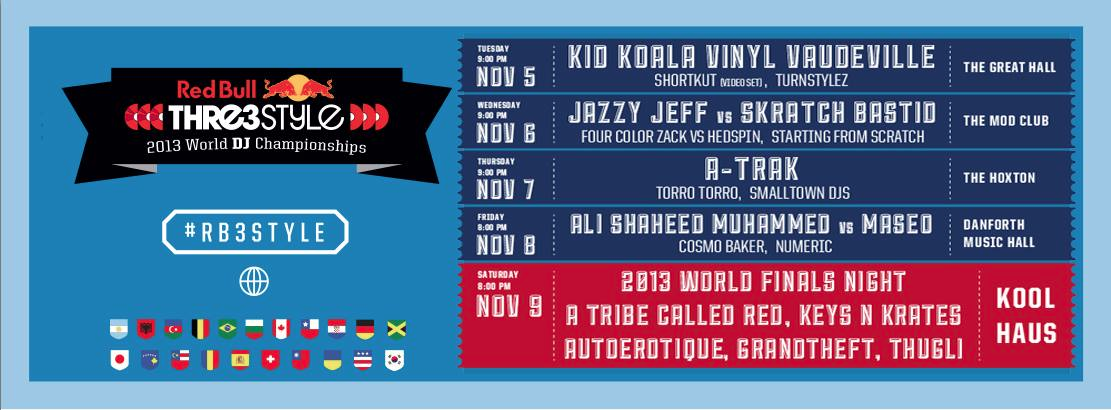 Red Bull
THRE3STYLE
2013 World DJ Championships
#RB3STYLE
TUESDAY
9:00 PM
NOV 5
KID KOALA VINYL VAUDEVILLE
SHORTKUT (VIDEO SET), TURNSTYLEZ
THE GREAT HALL
WEDNESDAY
9:00 PM
NOV 6
JAZZY JEFF vs SKRATCH BASTID
FOUR COLOR ZACK VS HEDSPIN, STARTING FROM SCRATCH
THE MOD CLUB
THURSDAY
9:00 PM
NOV 7
A-TRAK
TORRO TORRO, SMALLTOWN DJS
THE HOXTON
FRIDAY
8:00 PM
NOV 8
ALI SHAHEED MUHAMMED vs MASEO
COSMO BAKER, NUMERIC
DANFORTH
MUSIC HALL
SATURDAY
8:00 PM
NOV 9
2013 WORLD FINALS NIGHT
A TRIBE CALLED RED, KEYS N KRATES
AUTOEROTIQUE, GRANDTHEFT, THUGLI
KOOL
HAUS